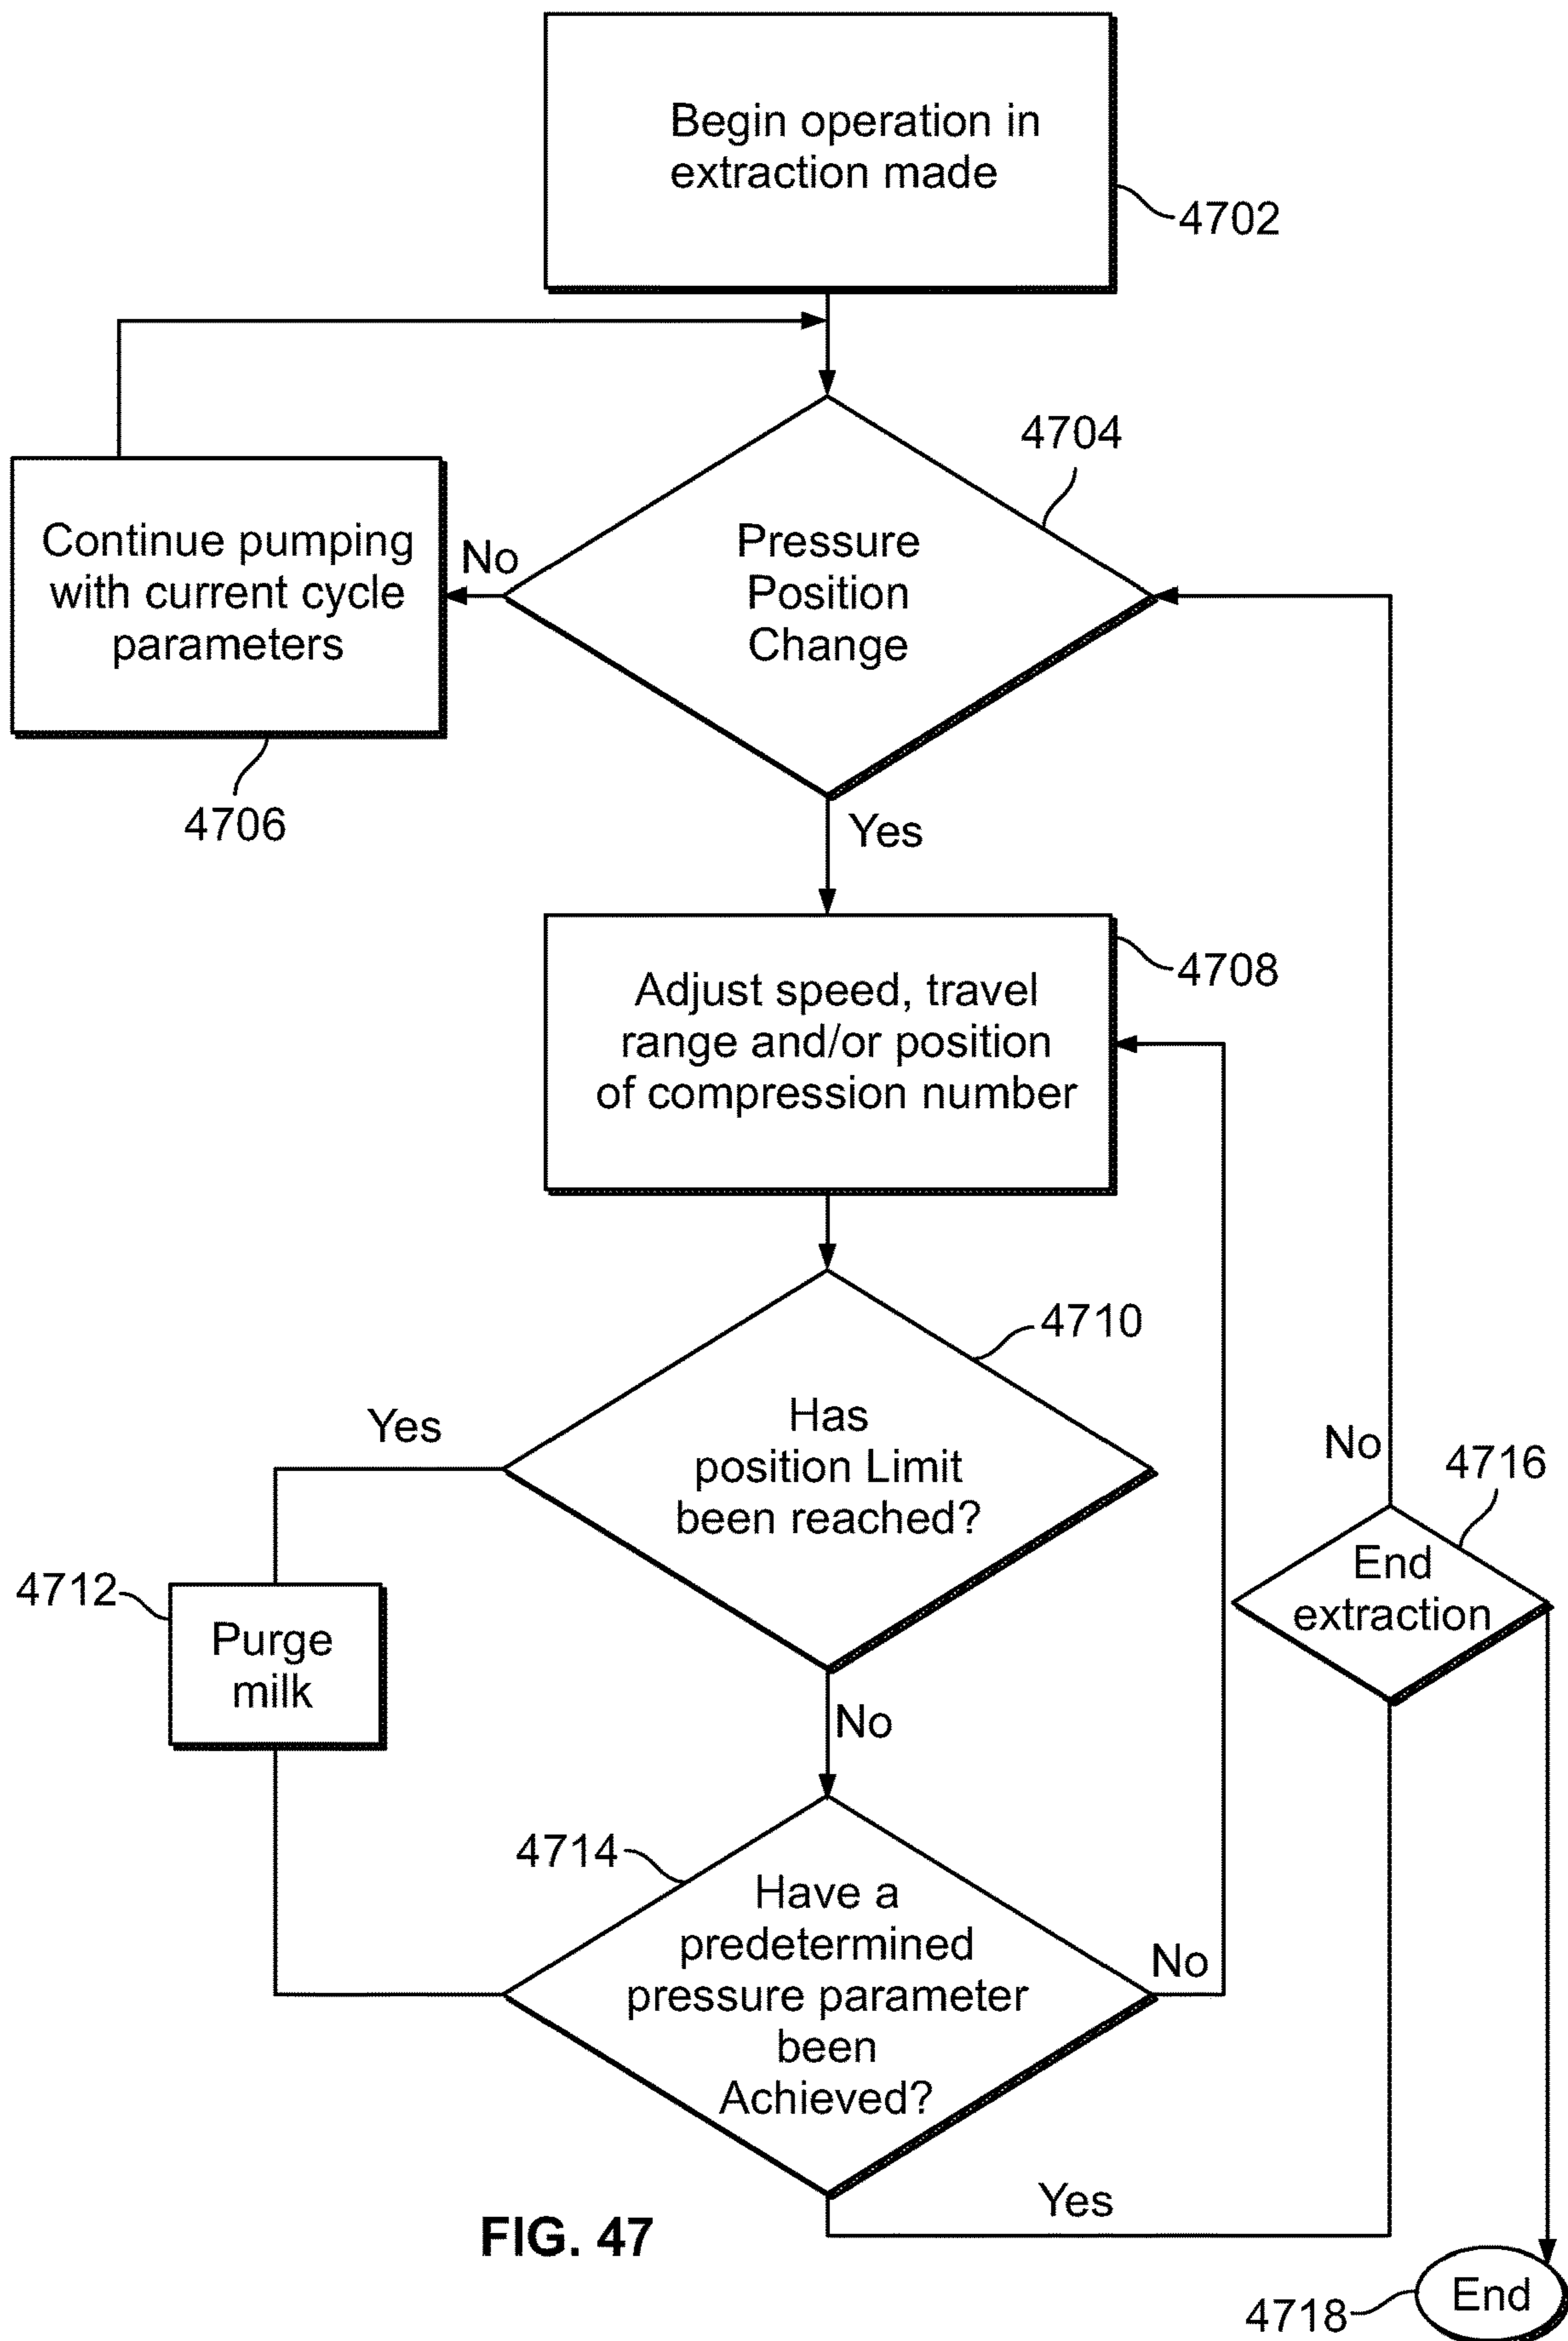 Begin operation in
extraction made
4702
4704
Pressure
Position
Change
No
Continue pumping
with current cycle
parameters
4706
Yes
4708
Adjust speed, travel
range and/or position
of compression number
4710
Has
position Limit
been reached?
Yes
4712
Purge
milk
No
4714
Have a
predetermined
pressure parameter
been
Achieved?
No
Yes
No
4716
End
extraction
4718
End
FIG. 47